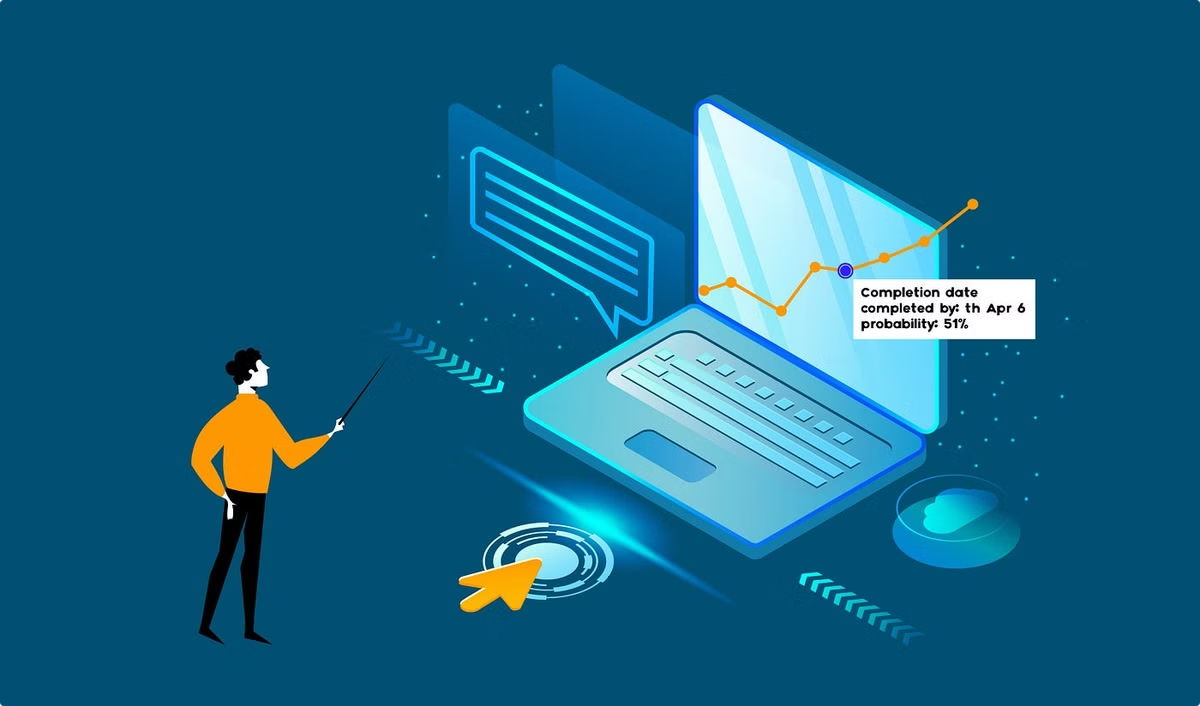 Completion date
completed by: th Apr 6
probability: 51%